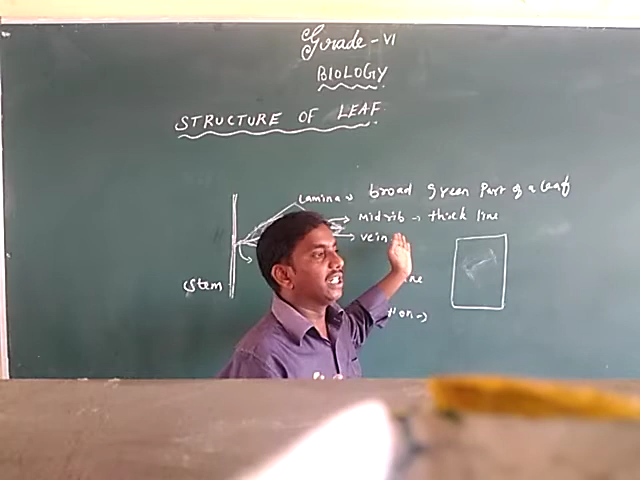 Grade - VI
BIOLOGY
STRUCTURE OF LEAF
Lamina → broad green part of a leaf
midrib → thick line
vein
stem